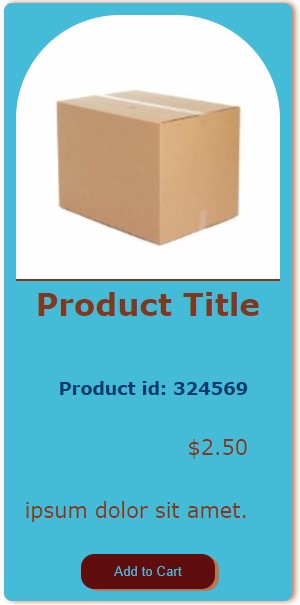 Product Title
Product id: 324569
$2.50
ipsum dolor sit amet.
Add to Cart